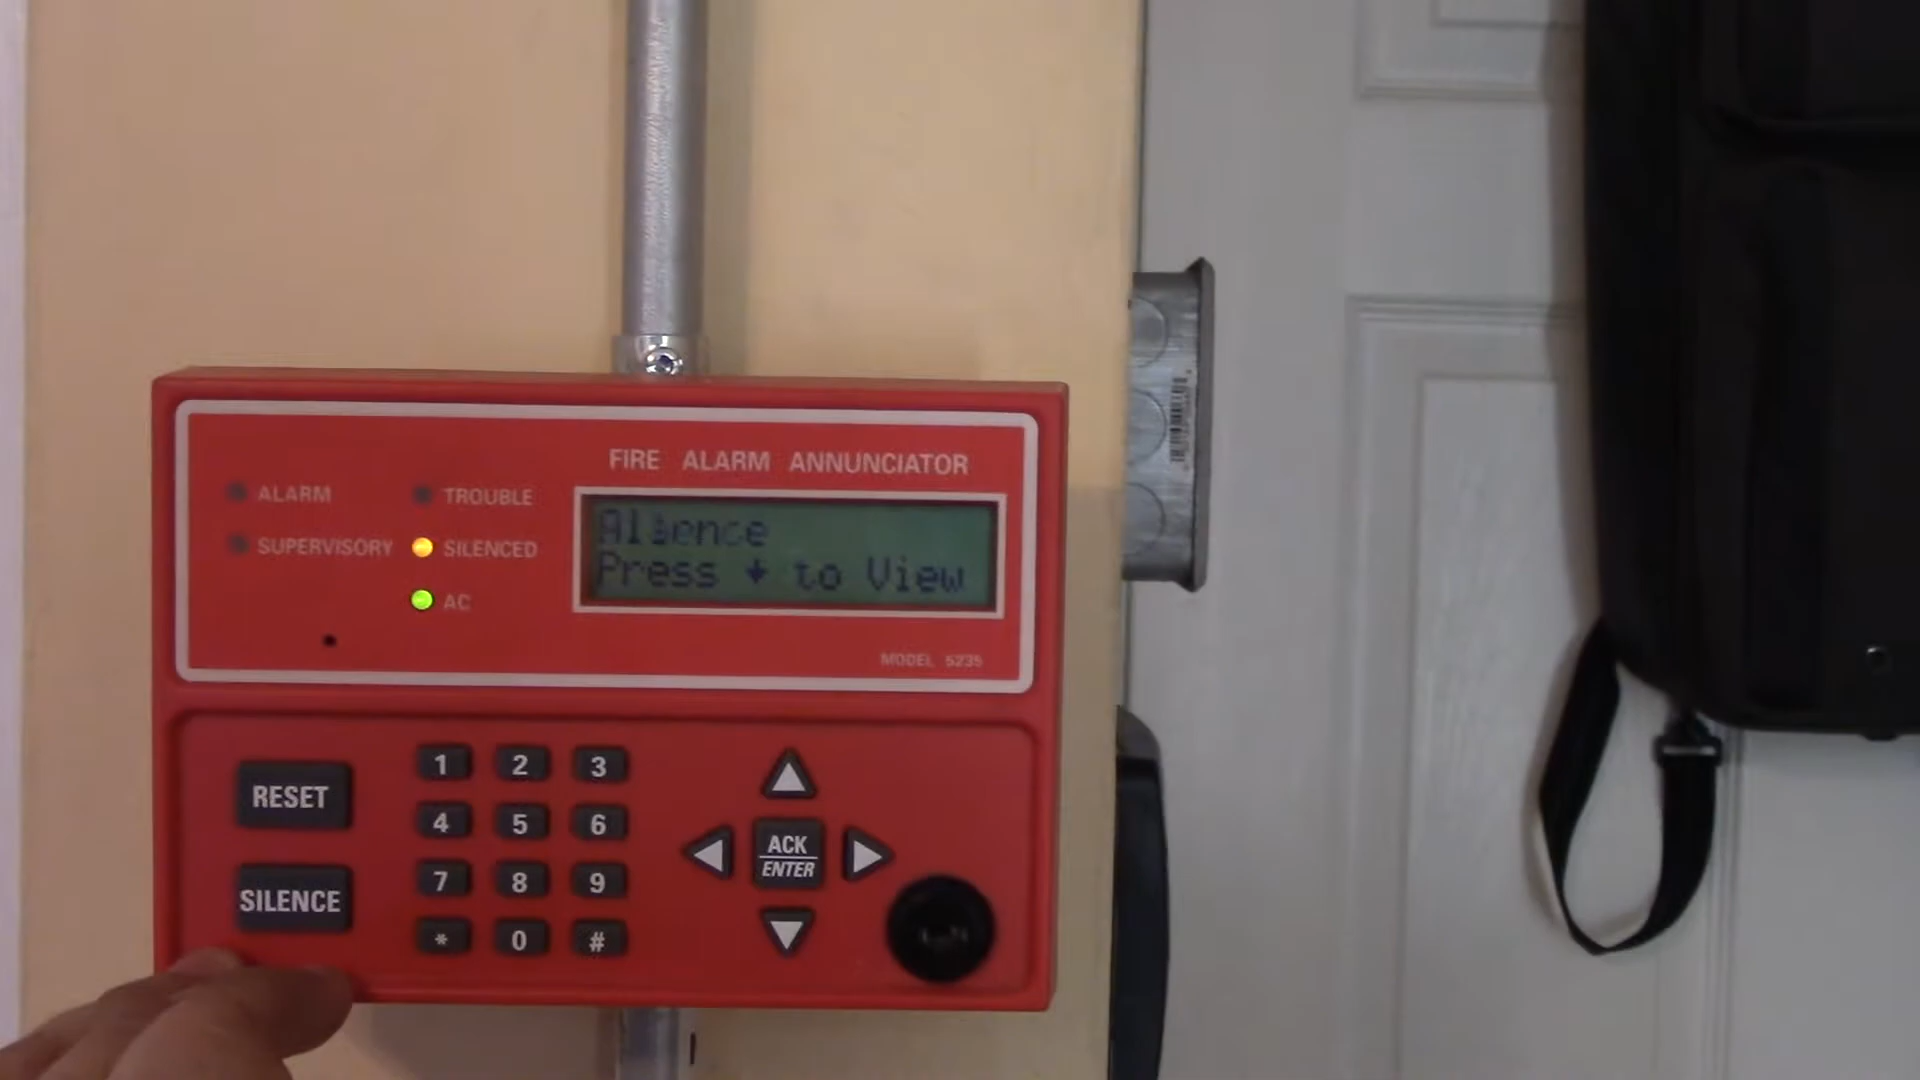 FIRE ALARM ANNUNCIATOR
ALARM
TROUBLE
SUPERVISORY
SILENCED
AC
Press ↓ to View
MODEL 5235
RESET
SILENCE
1 2 3
4 5 6
7 8 9
* 0 #
ACK
ENTER